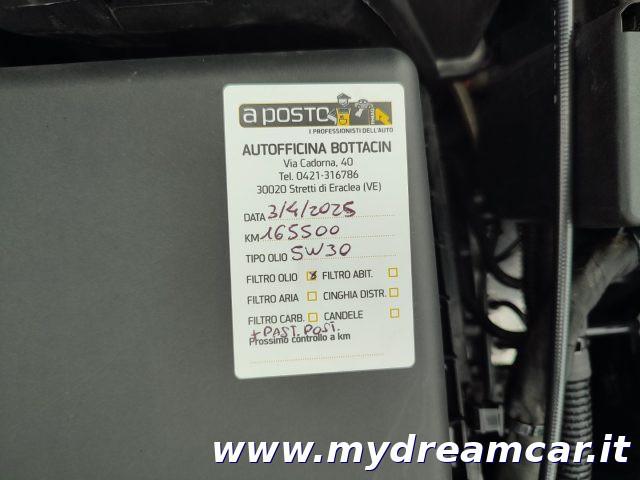 a posto
I PROFESSIONISTI DELL'AUTO
AUTOFFICINA BOTTACIN
Via Cadorna, 40
Tel. 0421-316786
30020 Stretti di Eraclea (VE)
DATA 3/4/2025
KM 165500
TIPO OLIO 5W30
FILTRO OLIO FILTRO ABIT.
FILTRO ARIA CINGHIA DISTR.
FILTRO CARB. CANDELE
+ PAST. POST.
Prossimo controllo a km
www.mydreamcar.it